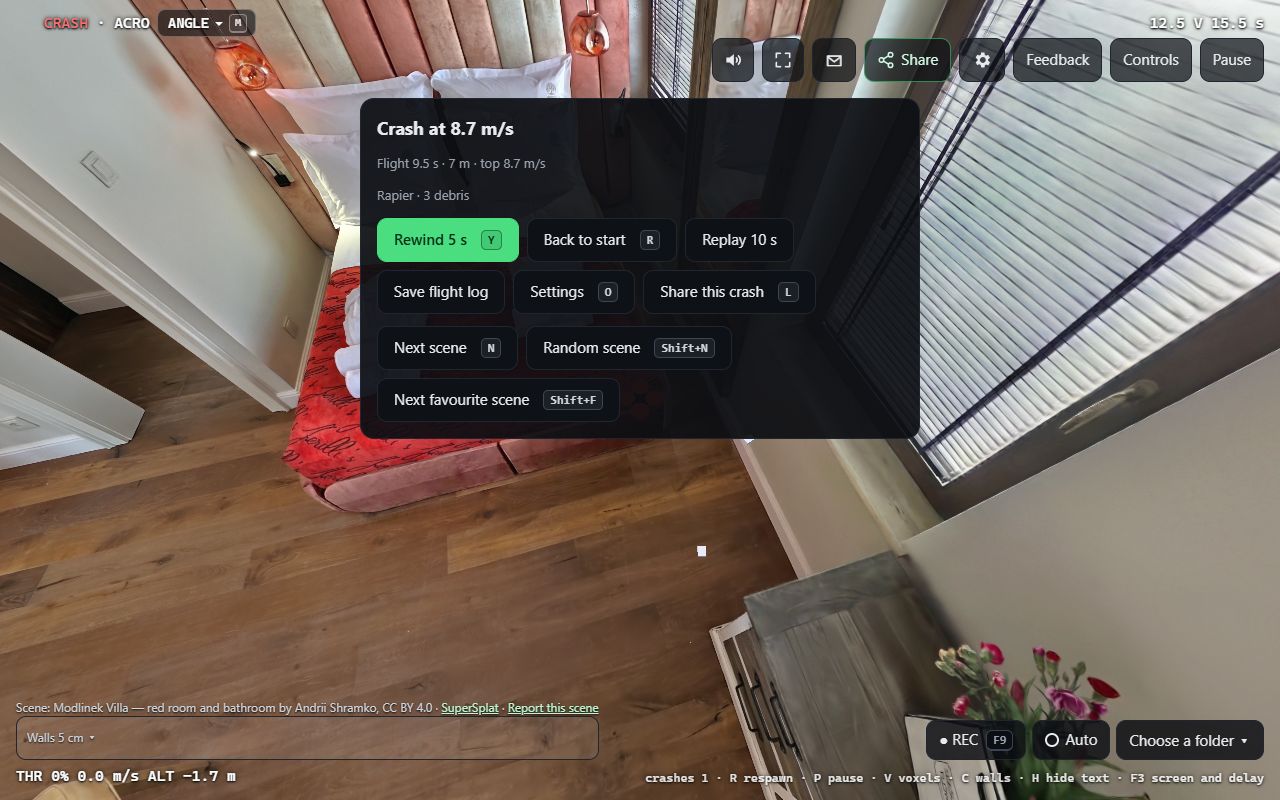 CRASH · ACRO ANGLE M
12.5 V 15.5 s
Share
Feedback
Controls
Pause
Crash at 8.7 m/s
Flight 9.5 s · 7 m · top 8.7 m/s
Rapier · 3 debris
Rewind 5 s Y
Back to start R
Replay 10 s
Save flight log
Settings O
Share this crash L
Next scene N
Random scene Shift+N
Next favourite scene Shift+F
Scene: Modlinek Villa — red room and bathroom by Andrii Shramko, CC BY 4.0 · SuperSplat · Report this scene
Walls 5 cm
● REC F9
Auto
Choose a folder
THR 0% 0.0 m/s ALT −1.7 m
crashes 1 · R respawn · P pause · V voxels · C walls · H hide text · F3 screen and delay